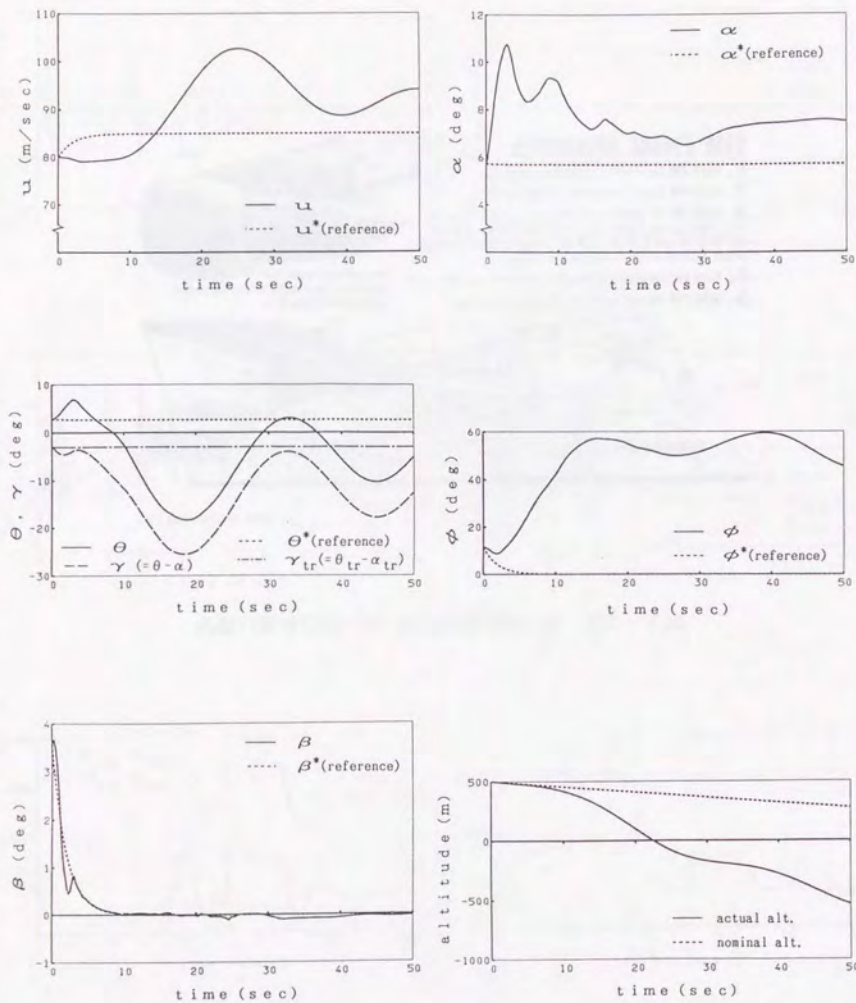 110
100
90
80
70
u (m/sec)
u
u*(reference)
0 10 20 30 40 50
time (sec)
12
10
8
6
4
α (deg)
α
α*(reference)
0 10 20 30 40 50
time (sec)
10
0
-10
-20
-30
θ, γ (deg)
θ
γ (=θ-α)
θ*(reference)
γtr(=θtr-αtr)
0 10 20 30 40 50
time (sec)
60
40
20
0
φ (deg)
φ
φ*(reference)
0 10 20 30 40 50
time (sec)
4
3
2
1
0
-1
β (deg)
β
β*(reference)
0 10 20 30 40 50
time (sec)
500
0
-500
-1000
altitude (m)
actual alt.
nominal alt.
0 10 20 30 40 50
time (sec)